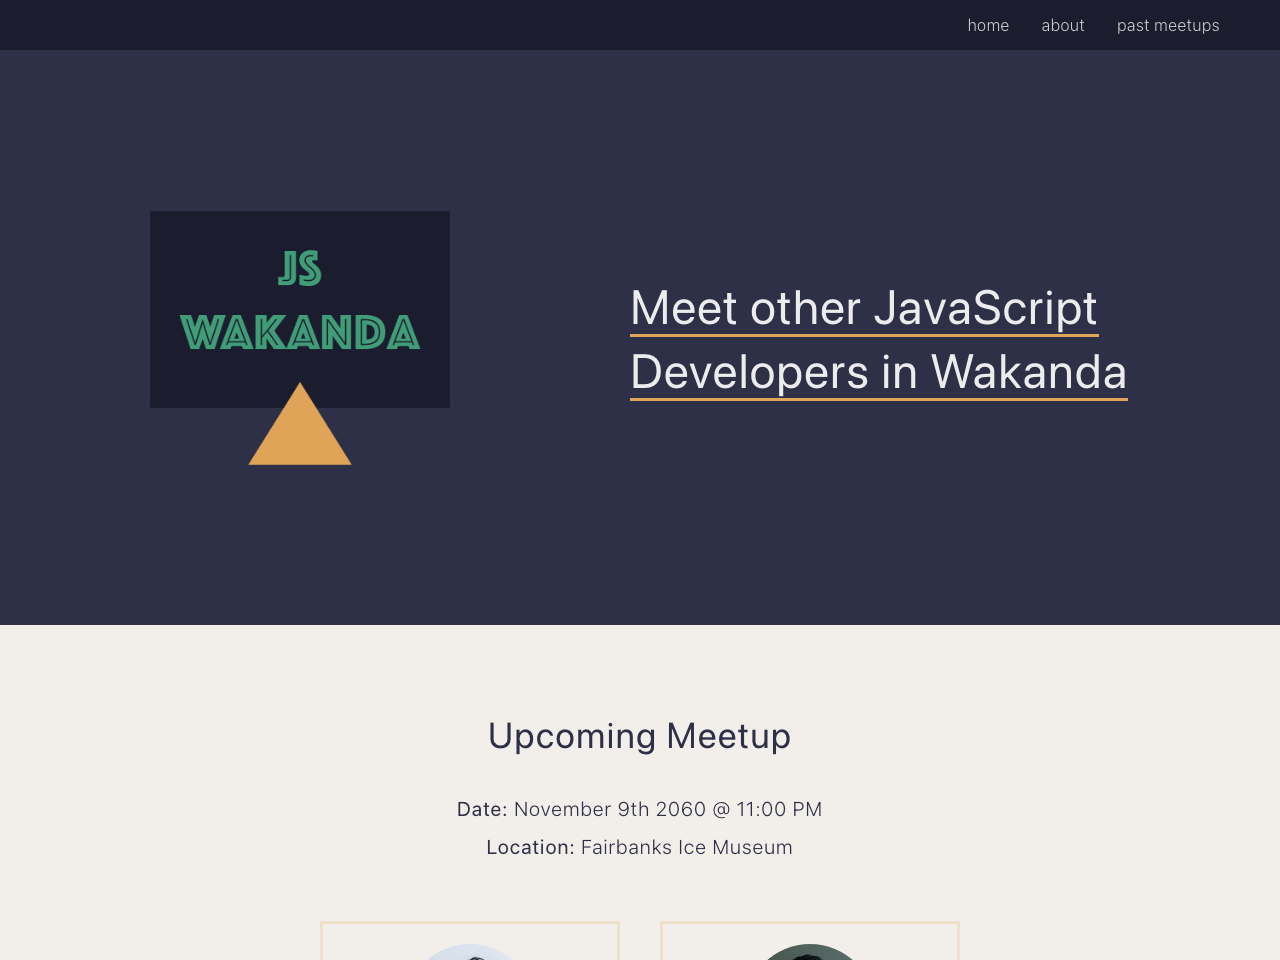 home about past meetups
JS
WAKANDA
Meet other JavaScript
Developers in Wakanda
Upcoming Meetup
Date: November 9th 2060 @ 11:00 PM
Location: Fairbanks Ice Museum